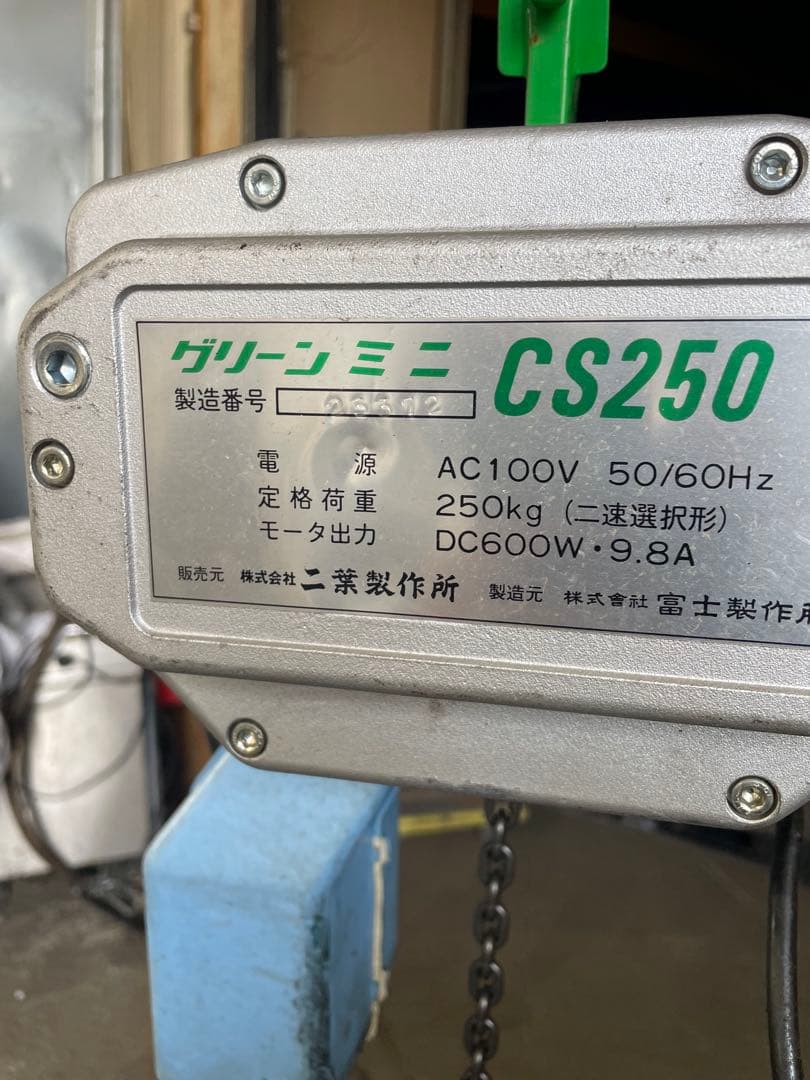 グリーン ミニ CS250
製造番号
電源 AC100V 50/60Hz
定格荷重 250kg (二速選択形)
モータ出力 DC600W・9.8A
販売元 株式会社 二葉製作所 製造元 株式會社 富士製作所